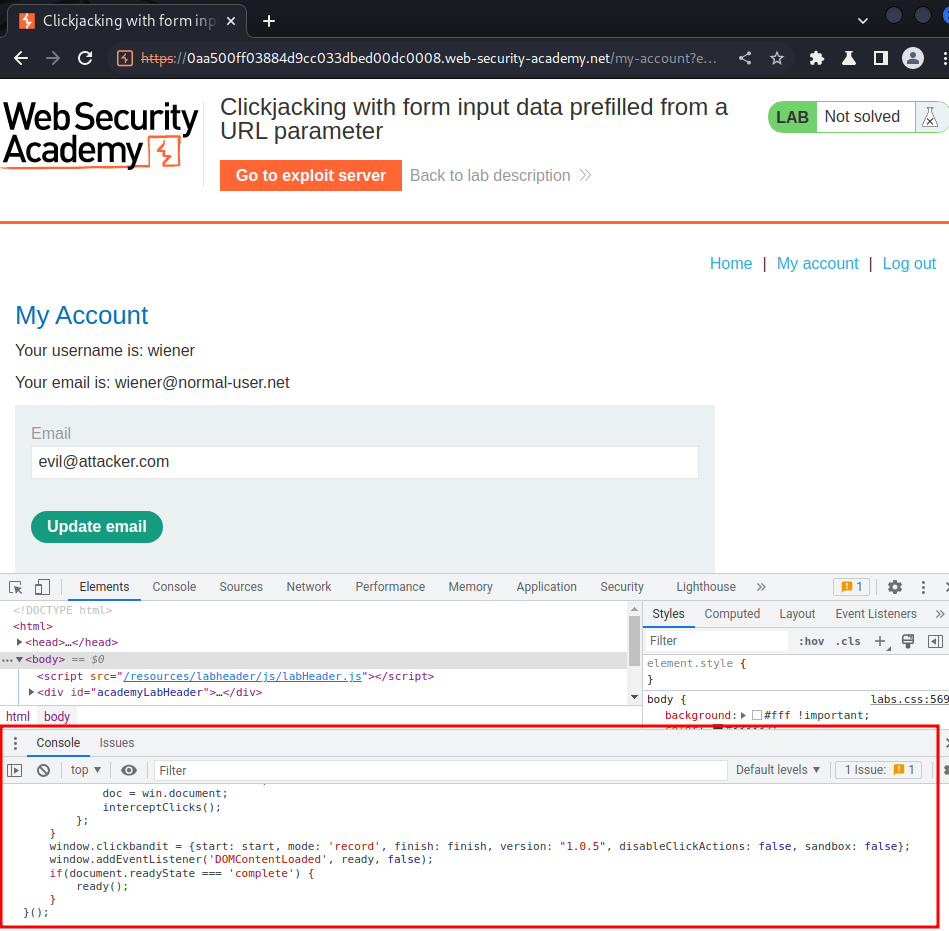 Clickjacking with form inp
https://0aa500ff03884d9cc033dbed00dc0008.web-security-academy.net/my-account?e…
Web Security
Academy
Clickjacking with form input data prefilled from a
URL parameter
LAB Not solved
Go to exploit server
Back to lab description
Home | My account | Log out
My Account
Your username is: wiener
Your email is: wiener@normal-user.net
Email
evil@attacker.com
Update email
Elements Console Sources Network Performance Memory Application Security Lighthouse » 1
<!DOCTYPE html>
<html>
<head>…</head>
<body> == $0
<script src="/resources/labheader/js/labHeader.js"></script>
<div id="academyLabHeader">…</div>
html body
Styles Computed Layout Event Listeners »
Filter :hov .cls
element.style {
}
body { labs.css:569
background: #fff !important;
Console Issues
top Filter Default levels 1 Issue: 1
doc = win.document;
interceptClicks();
};
}
window.clickbandit = {start: start, mode: 'record', finish: finish, version: "1.0.5", disableClickActions: false, sandbox: false};
window.addEventListener('DOMContentLoaded', ready, false);
if(document.readyState === 'complete') {
ready();
}
}();